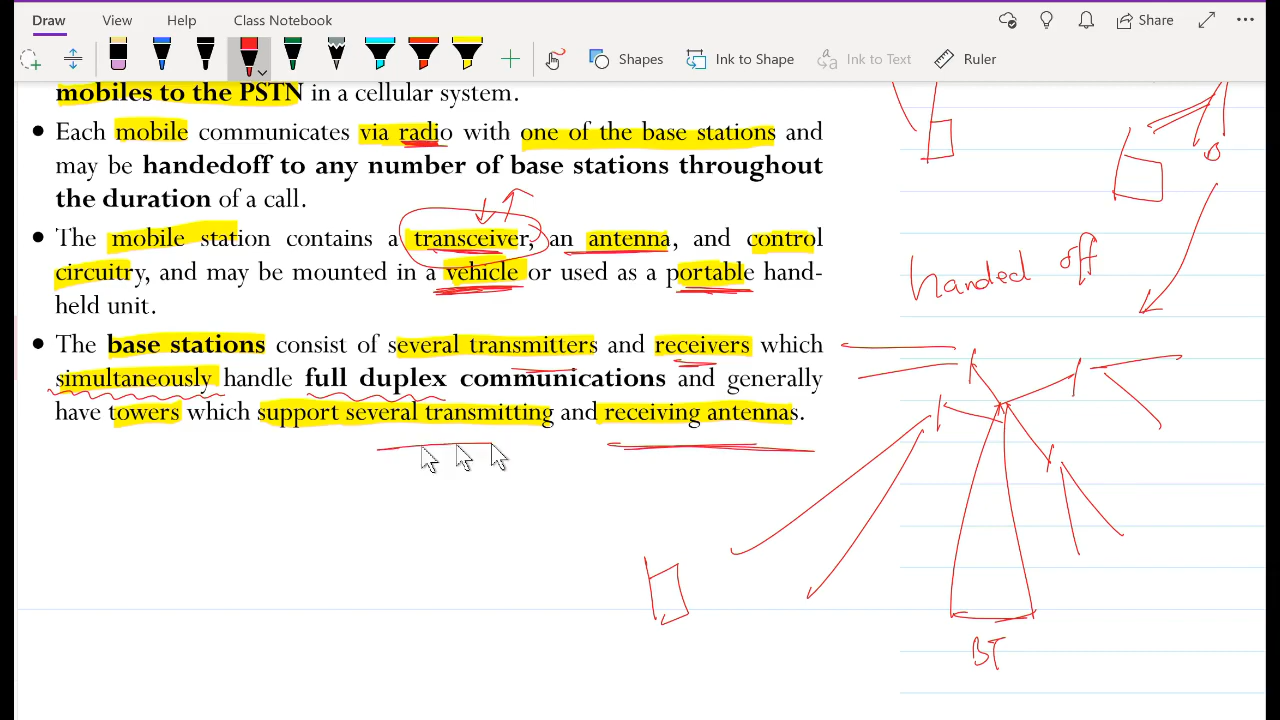 Draw View Help Class Notebook Share
Shapes Ink to Shape Ink to Text Ruler
mobiles to the PSTN in a cellular system.
• Each mobile communicates via radio with one of the base stations and
may be handedoff to any number of base stations throughout
the duration of a call.
• The mobile station contains a transceiver, an antenna, and control
circuitry, and may be mounted in a vehicle or used as a portable hand-
held unit.
• The base stations consist of several transmitters and receivers which
simultaneously handle full duplex communications and generally
have towers which support several transmitting and receiving antennas.
handed off
BT